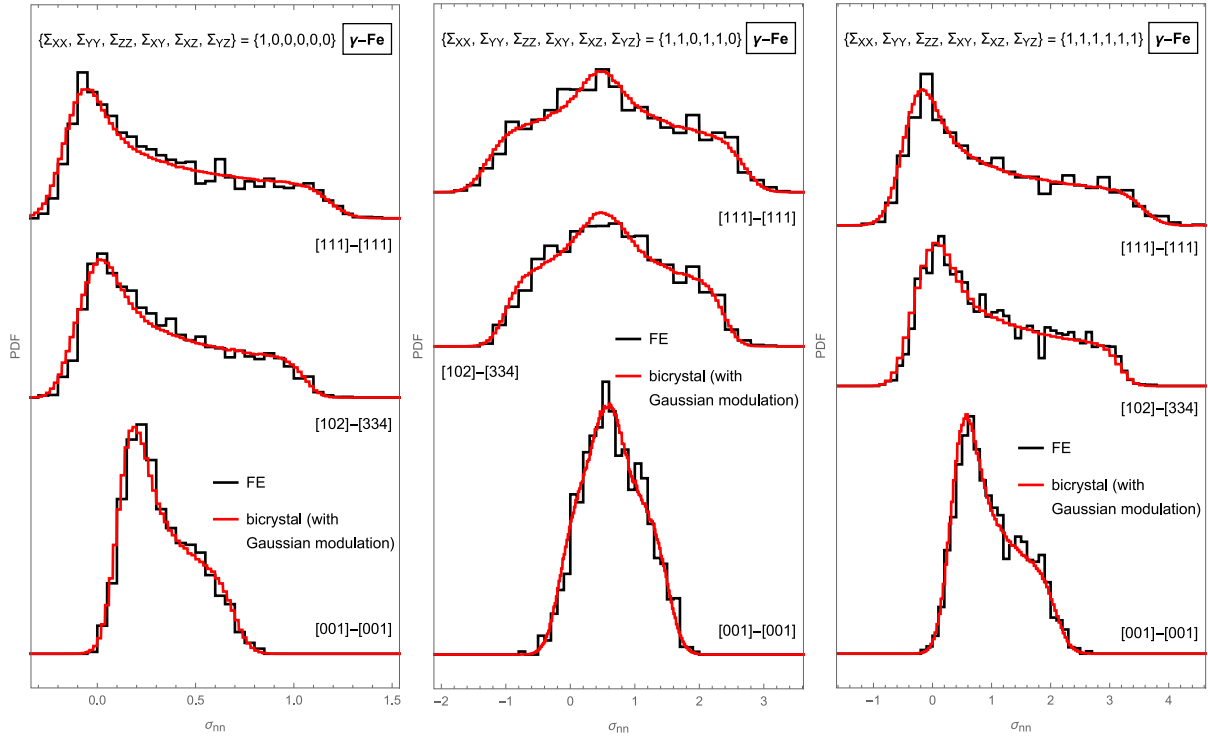 {Σ_XX, Σ_YY, Σ_ZZ, Σ_XY, Σ_XZ, Σ_YZ} = {1,0,0,0,0,0} γ–Fe
[111]–[111]
[102]–[334]
FE
bicrystal (with
Gaussian modulation)
[001]–[001]
PDF
0.0 0.5 1.0 1.5
σ_nn
{Σ_XX, Σ_YY, Σ_ZZ, Σ_XY, Σ_XZ, Σ_YZ} = {1,1,0,1,1,0} γ–Fe
[111]–[111]
FE
[102]–[334]
bicrystal (with
Gaussian modulation)
[001]–[001]
PDF
−2 −1 0 1 2 3
σ_nn
{Σ_XX, Σ_YY, Σ_ZZ, Σ_XY, Σ_XZ, Σ_YZ} = {1,1,1,1,1,1} γ–Fe
[111]–[111]
[102]–[334]
FE
bicrystal (with
Gaussian modulation)
[001]–[001]
PDF
−1 0 1 2 3 4
σ_nn